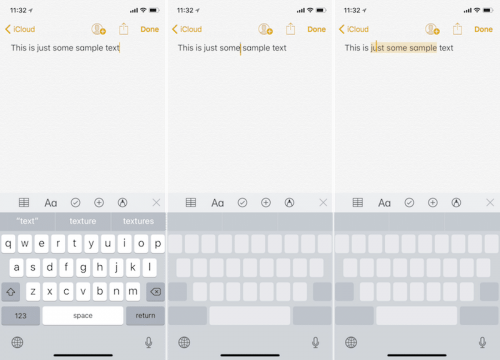 11:32
iCloud
Done
This is just some sample text
Aa
"text" texture textures
q w e r t y u i o p
a s d f g h j k l
z x c v b n m
123 space return
11:32
iCloud
Done
This is just some sample text
Aa
11:32
iCloud
Done
This is just some sample text
Aa